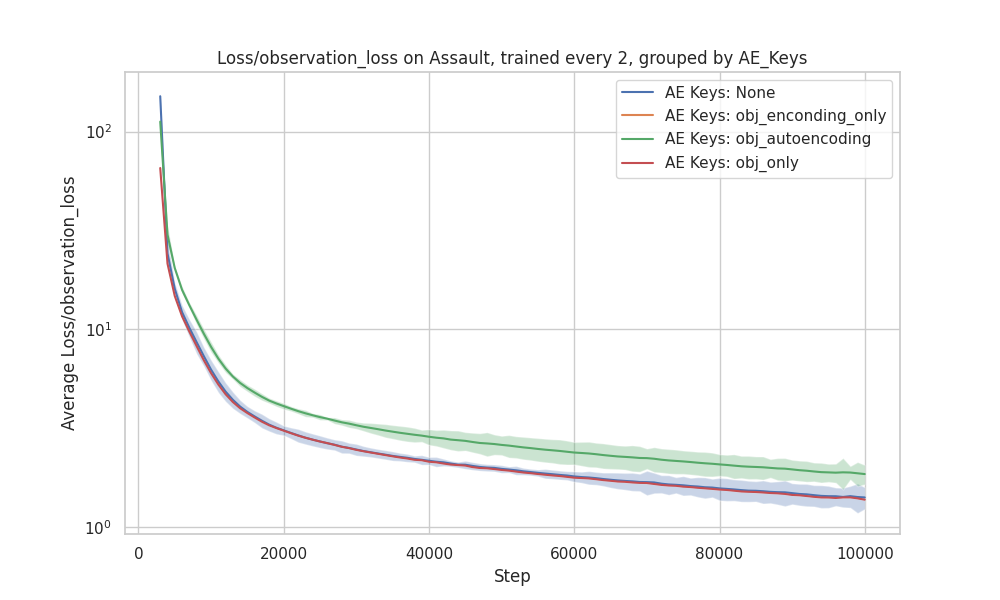 Loss/observation_loss on Assault, trained every 2, grouped by AE_Keys
AE Keys: None
AE Keys: obj_enconding_only
AE Keys: obj_autoencoding
AE Keys: obj_only
Average Loss/observation_loss
10²
10¹
10⁰
0
20000
40000
60000
80000
100000
Step